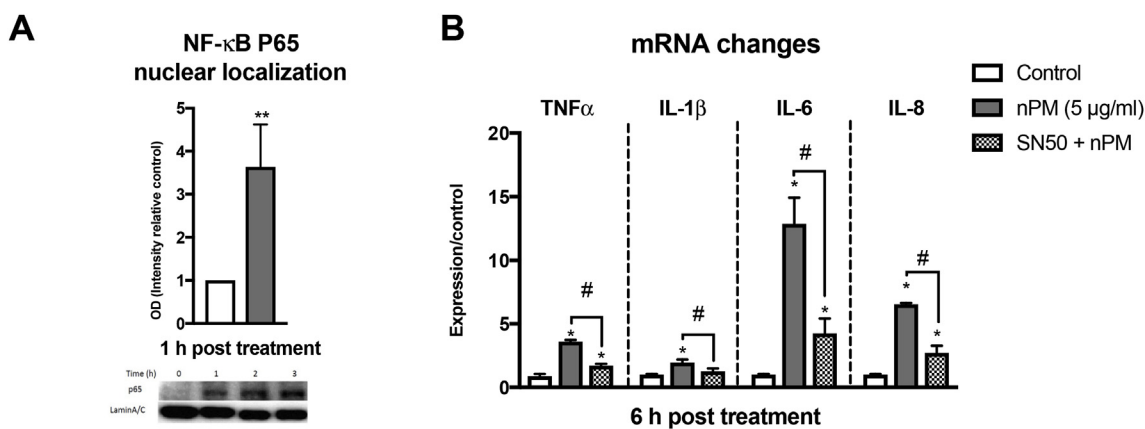 A
NF-κB P65
nuclear localization
OD (Intensity relative control)
5
4
3
2
1
0
**
1 h post treatment
Time (h) 0 1 2 3
p65
LaminA/C
B
mRNA changes
Control
nPM (5 µg/ml)
SN50 + nPM
TNFα IL-1β IL-6 IL-8
Expression/control
20
15
10
5
0
# # # #
* * * * * * *
6 h post treatment